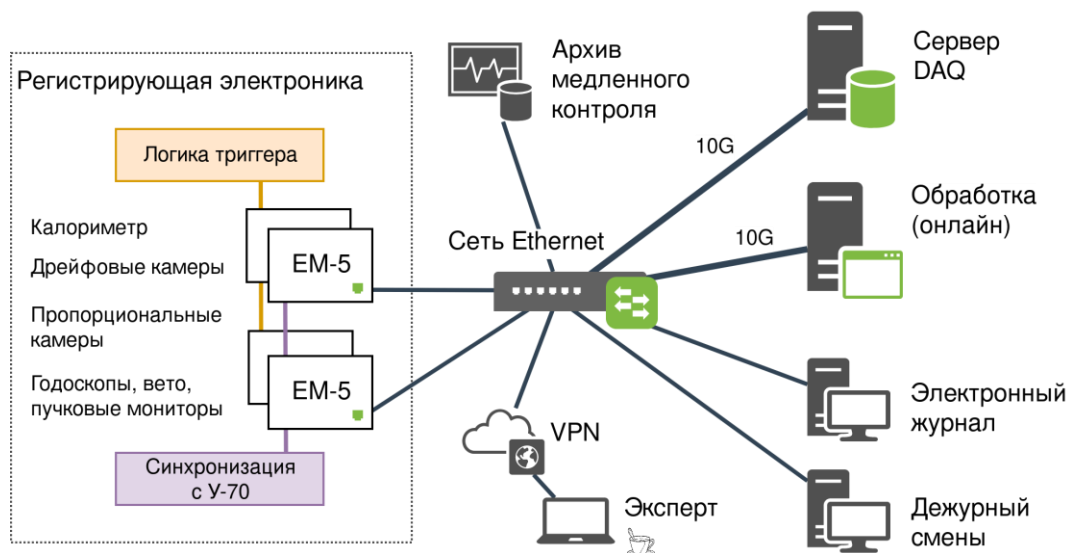 Регистрирующая электроника
Логика триггера
Калориметр
Дрейфовые камеры
Пропорциональные
камеры
Годоскопы, вето,
пучковые мониторы
EM-5
EM-5
Синхронизация
с У-70
Архив
медленного
контроля
Сеть Ethernet
10G
10G
VPN
Эксперт
Сервер
DAQ
Обработка
(онлайн)
Электронный
журнал
Дежурный
смены